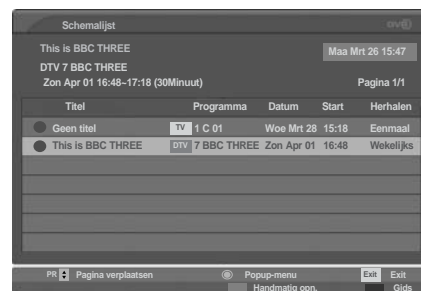 Schemalijst
This is BBC THREE Maa Mrt 26 15:47
DTV 7 BBC THREE
Zon Apr 01 16:48~17:18 (30Minuut) Pagina 1/1
Titel Programma Datum Start Herhalen
Geen titel TV 1 C 01 Woe Mrt 28 15:18 Eenmaal
This is BBC THREE DTV 7 BBC THREE Zon Apr 01 16:48 Wekelijks
PR Pagina verplaatsen Popup-menu Exit Exit
Handmatig opn. Gids